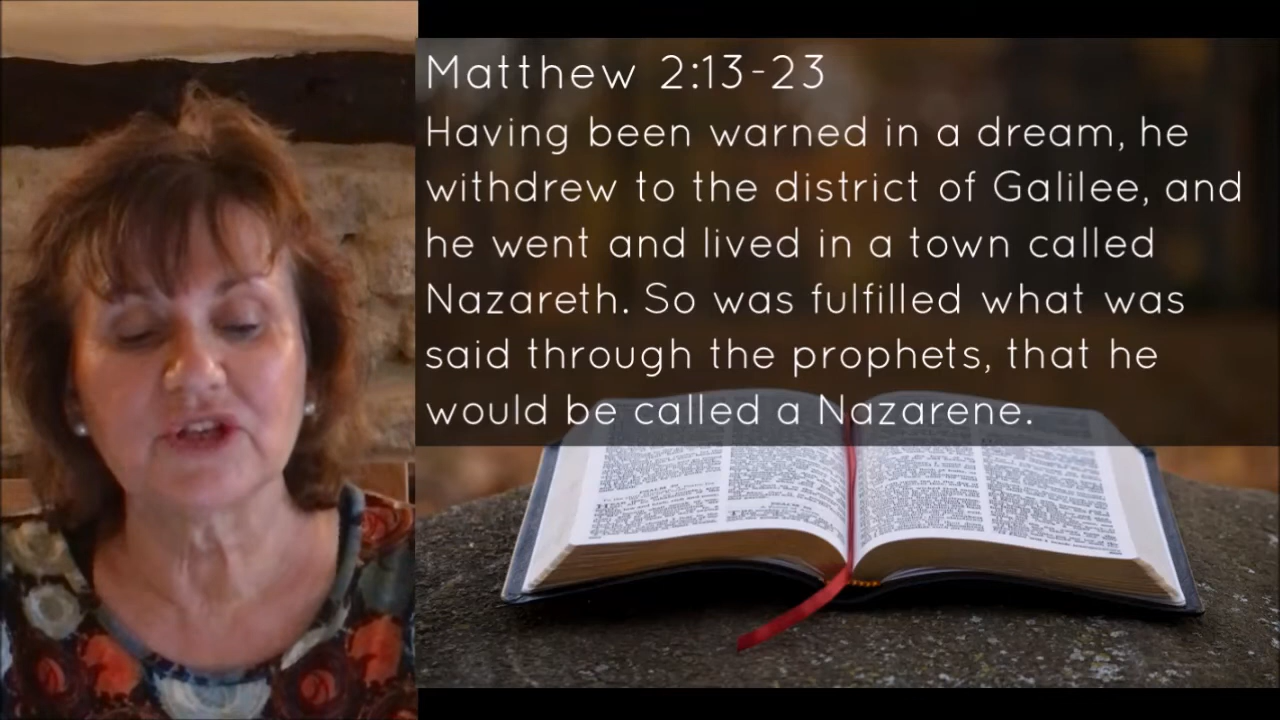 Matthew 2:13-23
Having been warned in a dream, he
withdrew to the district of Galilee, and
he went and lived in a town called
Nazareth. So was fulfilled what was
said through the prophets, that he
would be called a Nazarene.